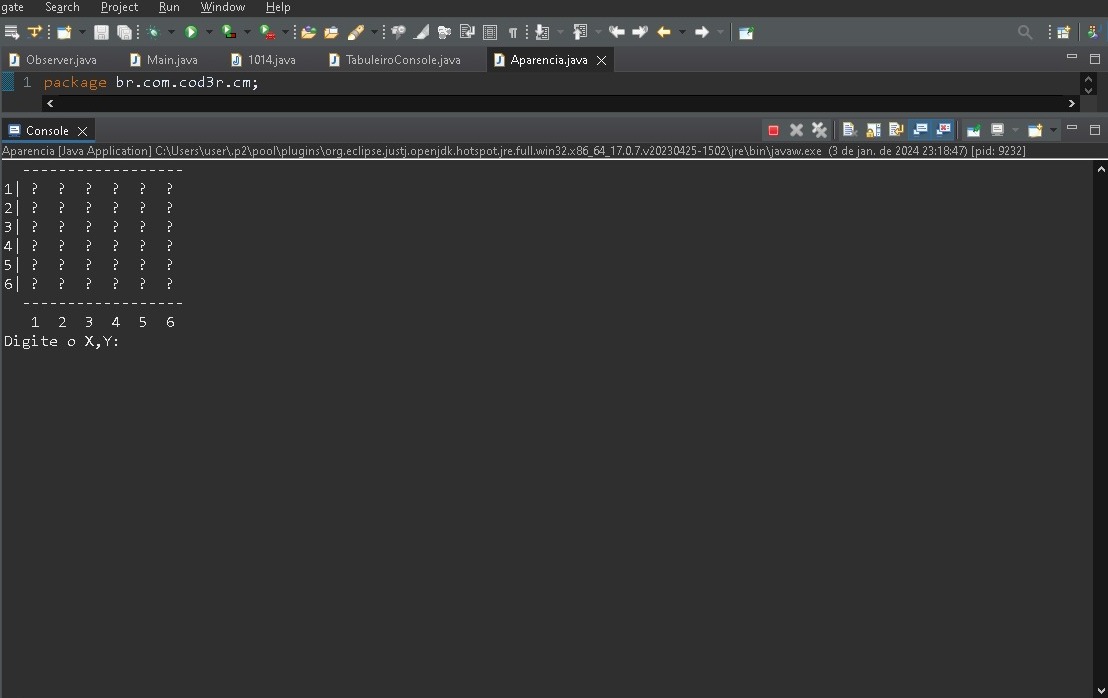 gate Search Project Run Window Help
Observer.java Main.java 1014.java TabuleiroConsole.java Aparencia.java
1 package br.com.cod3r.cm;
Console
Aparencia [Java Application] C:\Users\user\.p2\pool\plugins\org.eclipse.justj.openjdk.hotspot.jre.full.win32.x86_64_17.0.7.v20230425-1502\jre\bin\javaw.exe (3 de jan. de 2024 23:18:47) [pid: 9232]
------------------
1| ? ? ? ? ? ?
2| ? ? ? ? ? ?
3| ? ? ? ? ? ?
4| ? ? ? ? ? ?
5| ? ? ? ? ? ?
6| ? ? ? ? ? ?
------------------
1 2 3 4 5 6
Digite o X,Y: